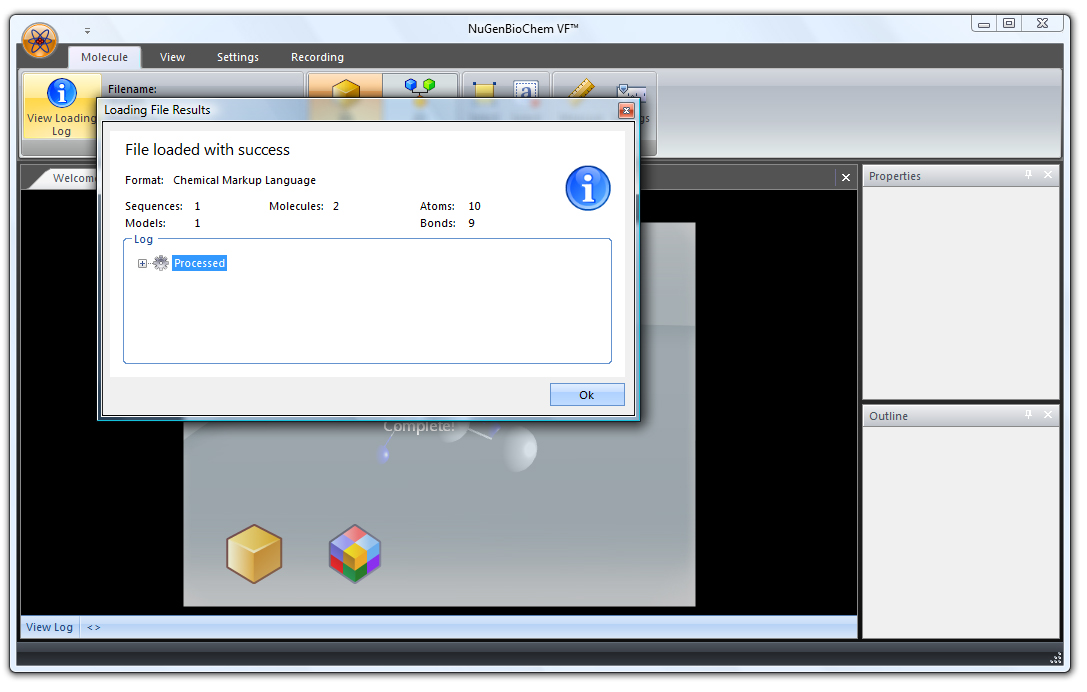 NuGenBioChem VF™
Molecule View Settings Recording
View Loading Log
Filename:
a
Loading File Results
File loaded with success
Format: Chemical Markup Language
Sequences: 1 Molecules: 2 Atoms: 10
Models: 1 Bonds: 9
Log
Processed
Ok
Welcome
Complete!
Properties
Outline
View Log <>